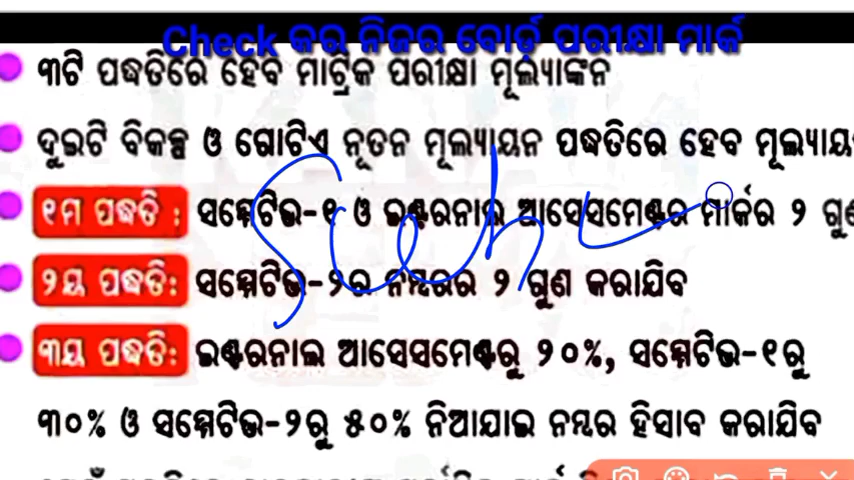 Check କର ନିଜର ବୋର୍ଡ଼ ପରୀକ୍ଷା ମାର୍କ
୩ଟି ପଦ୍ଧତିରେ ହେବ ମାଟ୍ରିକ ପରୀକ୍ଷା ମୂଲ୍ୟାଙ୍କନ
ଦୁଇଟି ବିକଳ୍ପ ଓ ଗୋଟିଏ ନୂତନ ମୂଲ୍ୟାୟନ ପଦ୍ଧତିରେ ହେବ
୧ମ ପଦ୍ଧତି : ସମ୍ମେଟିଭ-୧ ଓ ଇଣ୍ଟରନାଲ ଆସେସମେଣ୍ଟର ମାର୍କର ୨
୨ୟ ପଦ୍ଧତି: ସମ୍ମେଟିଭ-୨ର ନମ୍ବରର ୨ ଗୁଣ କରାଯିବ
୩ୟ ପଦ୍ଧତି: ଇଣ୍ଟରନାଲ ଆସେସମେଣ୍ଟରୁ ୨୦%, ସମ୍ମେଟିଭ-୧ରୁ
୩୦% ଓ ସମ୍ମେଟିଭ-୨ରୁ ୫୦% ନିଆଯାଇ ନମ୍ବର ହିସାବ କରାଯିବ